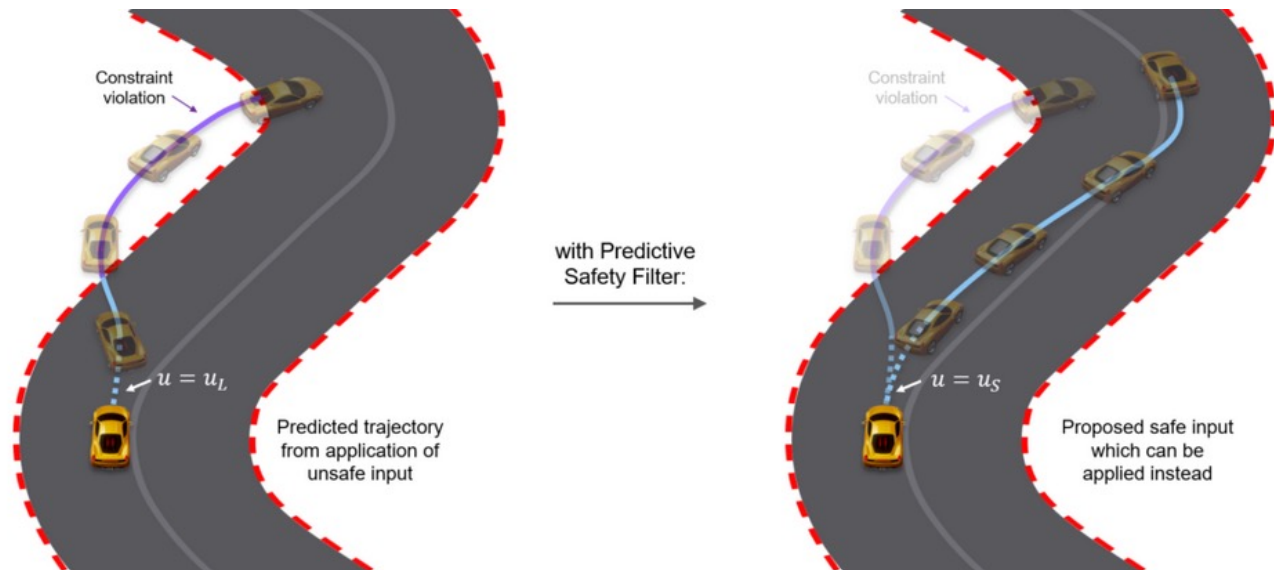 Constraint
violation
u = u_L
Predicted trajectory
from application of
unsafe input
with Predictive
Safety Filter:
Constraint
violation
u = u_S
Proposed safe input
which can be
applied instead